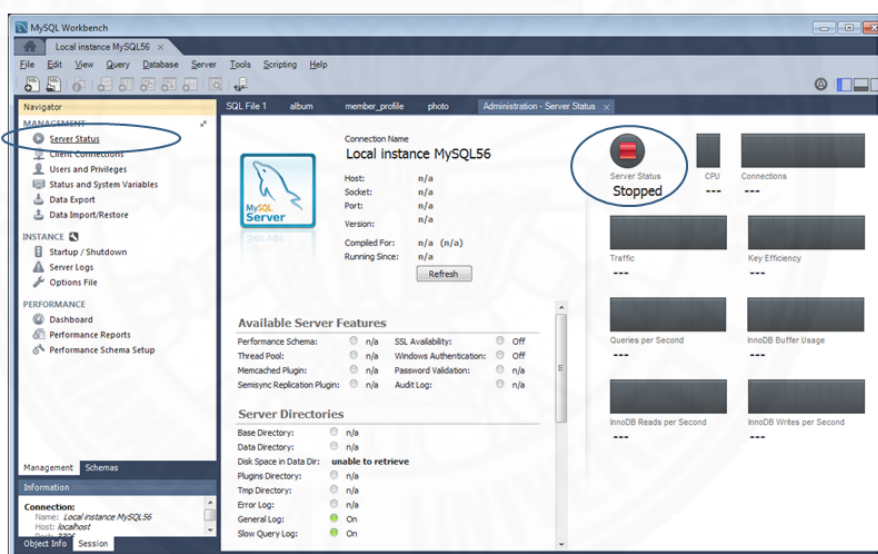 MySQL Workbench
Local instance MySQL56 ×
File Edit View Query Database Server Tools Scripting Help
Navigator
MANAGEMENT
Server Status
Client Connections
Users and Privileges
Status and System Variables
Data Export
Data Import/Restore
INSTANCE
Startup / Shutdown
Server Logs
Options File
PERFORMANCE
Dashboard
Performance Reports
Performance Schema Setup
Management Schemas
Information
Connection:
Name: Local instance MySQL56
Host: localhost
Object Info Session
SQL File 1 album member_profile photo Administration - Server Status ×
MySQL
Server
Connection Name
Local instance MySQL56
Host: n/a
Socket: n/a
Port: n/a
Version: n/a
Compiled For: n/a (n/a)
Running Since: n/a
Refresh
Available Server Features
Performance Schema: n/a SSL Availability: Off
Thread Pool: n/a Windows Authentication: Off
Memcached Plugin: n/a Password Validation: n/a
Semisync Replication Plugin: n/a Audit Log: n/a
Server Directories
Base Directory: n/a
Data Directory: n/a
Disk Space in Data Dir: unable to retrieve
Plugins Directory: n/a
Tmp Directory: n/a
Error Log: n/a
General Log: On
Slow Query Log: On
Server Status CPU Connections
Stopped --- ---
Traffic Key Efficiency
--- ---
Queries per Second InnoDB Buffer Usage
--- ---
InnoDB Reads per Second InnoDB Writes per Second
--- ---